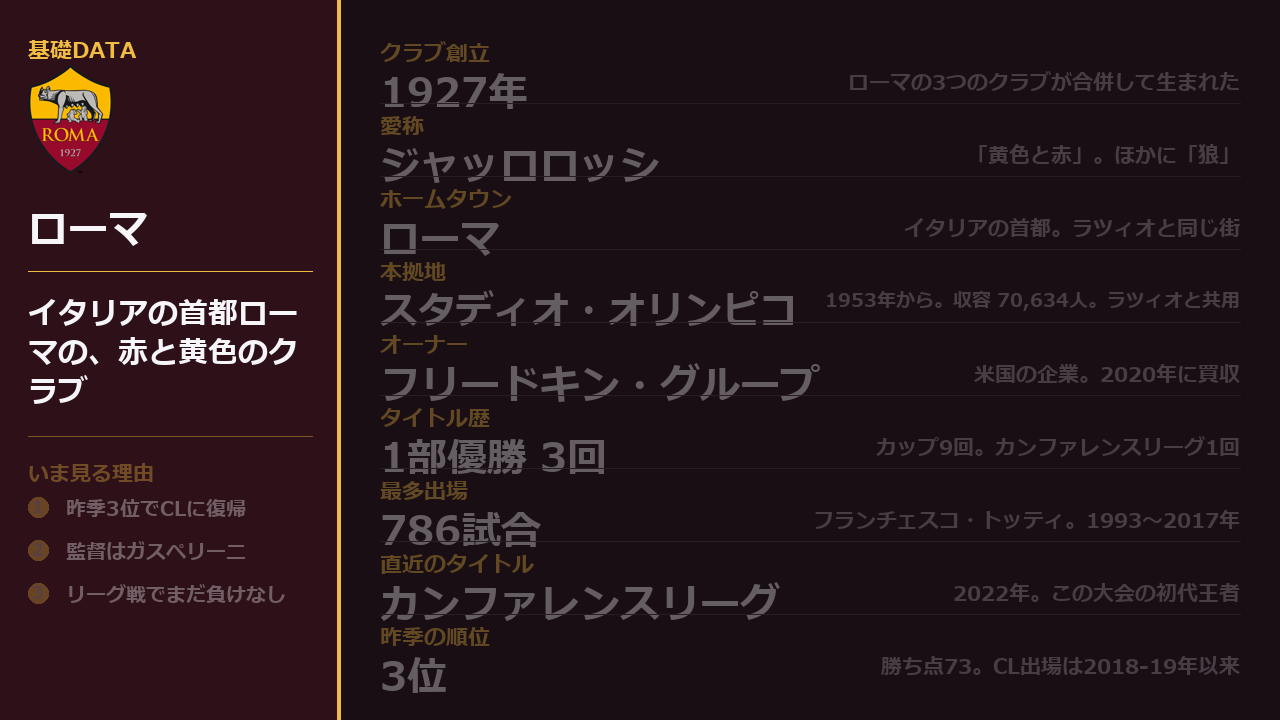 基礎DATA
ROMA
1927
ローマ
イタリアの首都ロー
マの、赤と黄色のク
ラブ
いま見る理由
昨季3位でCLに復帰
監督はガスペリーニ
リーグ戦でまだ負けなし
クラブ創立
1927年
ローマの3つのクラブが合併して生まれた
愛称
ジャッロロッシ
「黄色と赤」。ほかに「狼」
ホームタウン
ローマ
イタリアの首都。ラツィオと同じ街
本拠地
スタディオ・オリンピコ
1953年から。収容 70,634人。ラツィオと共用
オーナー
フリードキン・グループ
米国の企業。2020年に買収
タイトル歴
1部優勝 3回
カップ9回。カンファレンスリーグ1回
最多出場
786試合
フランチェスコ・トッティ。1993〜2017年
直近のタイトル
カンファレンスリーグ
2022年。この大会の初代王者
昨季の順位
3位
勝ち点73。CL出場は2018-19年以来